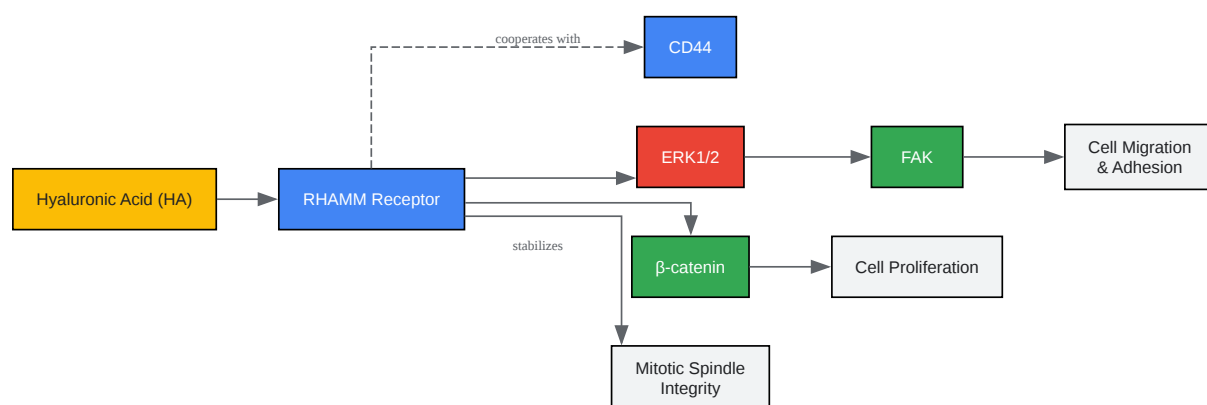 cooperates with
CD44
ERK1/2
FAK
Cell Migration
& Adhesion
Hyaluronic Acid (HA)
RHAMM Receptor
stabilizes
β-catenin
Cell Proliferation
Mitotic Spindle
Integrity